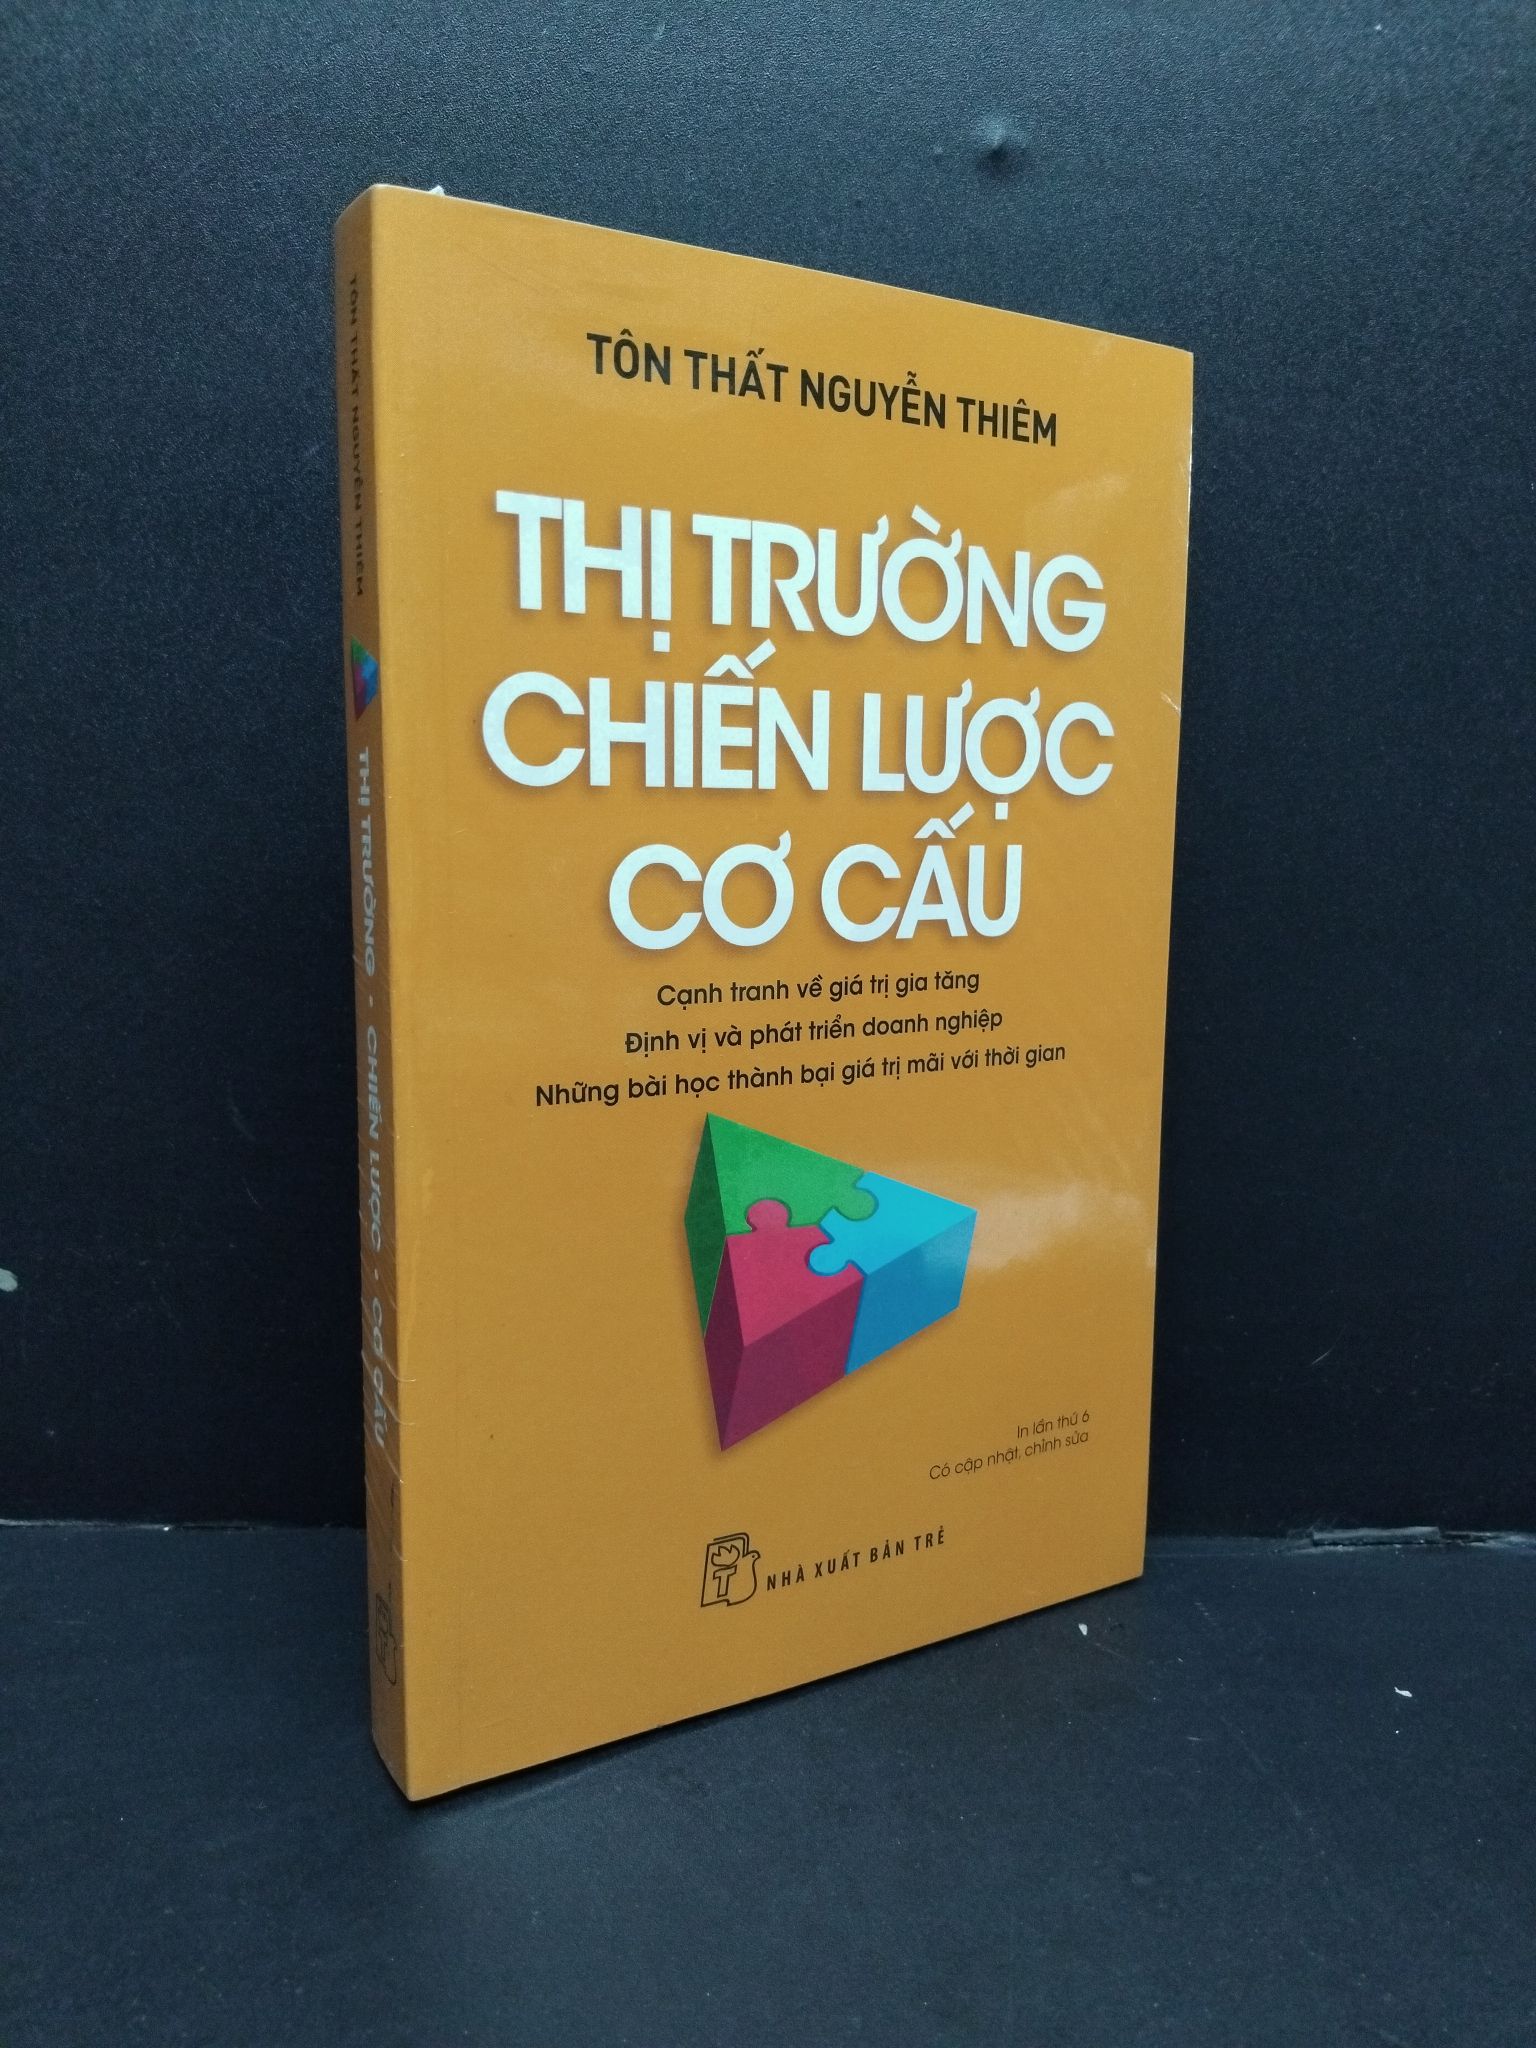 TÔN THẤT NGUYỄN THIÊM
THỊ TRƯỜNG
CHIẾN LƯỢC
CƠ CẤU
Cạnh tranh về giá trị gia tăng
Định vị và phát triển doanh nghiệp
Những bài học thành bại giá trị mãi với thời gian
In lần thứ 6
Có cập nhật, chỉnh sửa
T
NHÀ XUẤT BẢN TRẺ
TÔN THẤT NGUYỄN THIÊM
THỊ TRƯỜNG • CHIẾN LƯỢC • CƠ CẤU